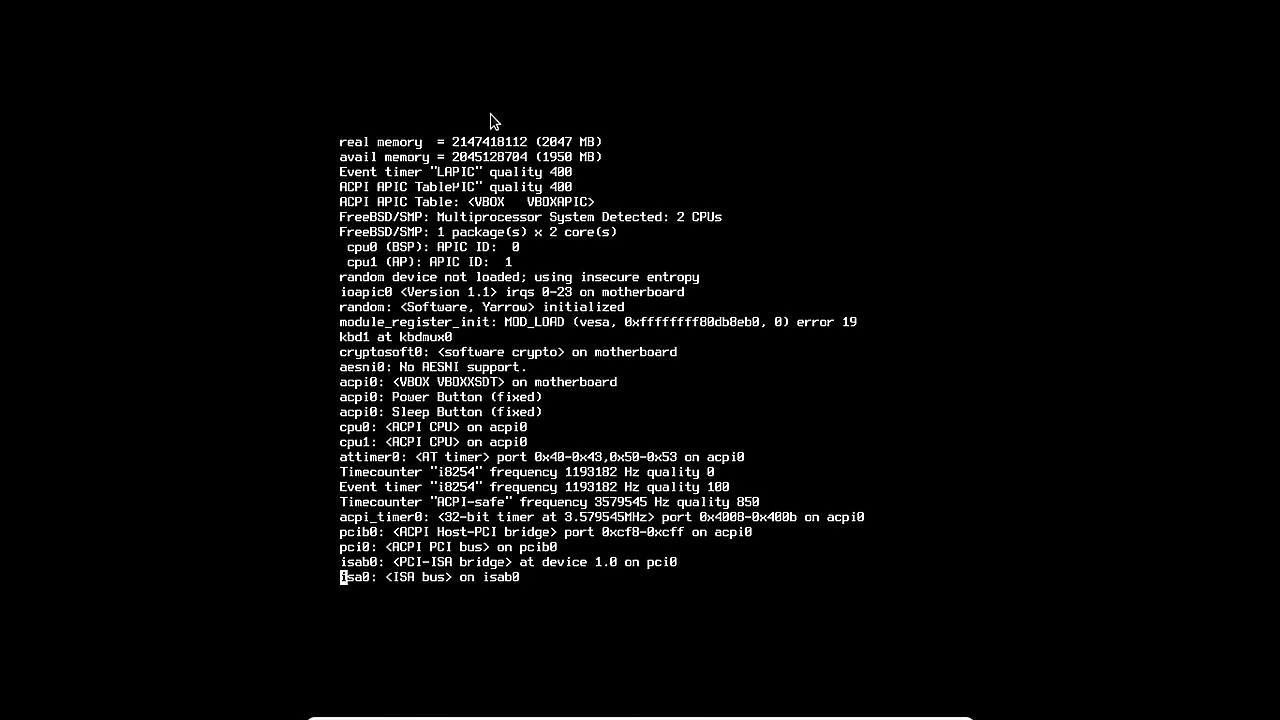 real memory  = 2147418112 (2047 MB)
avail memory = 2045128704 (1950 MB)
Event timer "LAPIC" quality 400
ACPI APIC TablePIC" quality 400
ACPI APIC Table: <VBOX   VBOXAPIC>
FreeBSD/SMP: Multiprocessor System Detected: 2 CPUs
FreeBSD/SMP: 1 package(s) x 2 core(s)
 cpu0 (BSP): APIC ID:  0
 cpu1 (AP): APIC ID:  1
random device not loaded; using insecure entropy
ioapic0 <Version 1.1> irqs 0-23 on motherboard
random: <Software, Yarrow> initialized
module_register_init: MOD_LOAD (vesa, 0xffffffff80db8eb0, 0) error 19
kbd1 at kbdmux0
cryptosoft0: <software crypto> on motherboard
aesni0: No AESNI support.
acpi0: <VBOX VBOXXSDT> on motherboard
acpi0: Power Button (fixed)
acpi0: Sleep Button (fixed)
cpu0: <ACPI CPU> on acpi0
cpu1: <ACPI CPU> on acpi0
attimer0: <AT timer> port 0x40-0x43,0x50-0x53 on acpi0
Timecounter "i8254" frequency 1193182 Hz quality 0
Event timer "i8254" frequency 1193182 Hz quality 100
Timecounter "ACPI-safe" frequency 3579545 Hz quality 850
acpi_timer0: <32-bit timer at 3.579545MHz> port 0x4008-0x400b on acpi0
pcib0: <ACPI Host-PCI bridge> port 0xcf8-0xcff on acpi0
pci0: <ACPI PCI bus> on pcib0
isab0: <PCI-ISA bridge> at device 1.0 on pci0
isa0: <ISA bus> on isab0